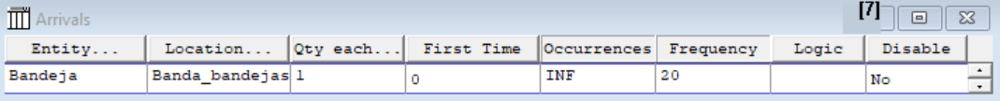 Arrivals [7]
Entity... Location... Qty each... First Time Occurrences Frequency Logic Disable
Bandeja Banda_bandejas 1 0 INF 20 No